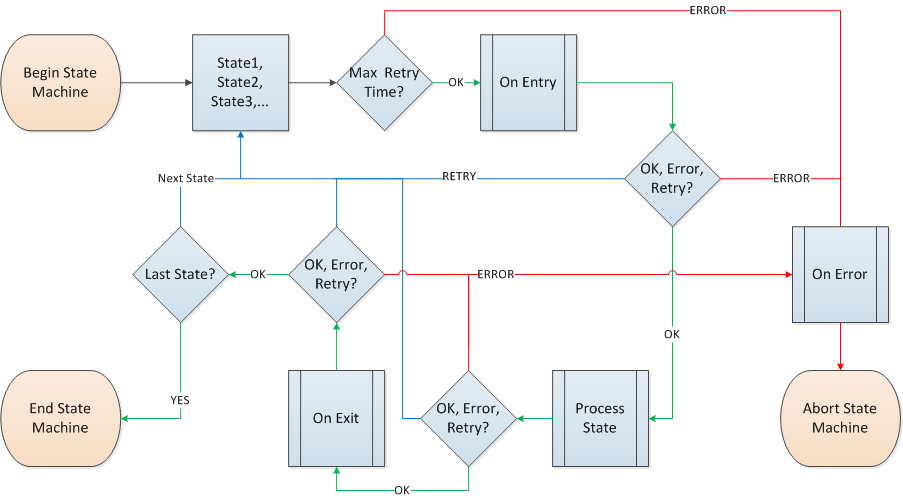 ERROR
Begin State
Machine
State1,
State2,
State3,...
Max Retry
Time?
OK
On Entry
Next State
RETRY
OK, Error,
Retry?
ERROR
Last State?
OK
OK, Error,
Retry?
ERROR
On Error
OK
YES
End State
Machine
On Exit
OK, Error,
Retry?
Process
State
Abort State
Machine
OK